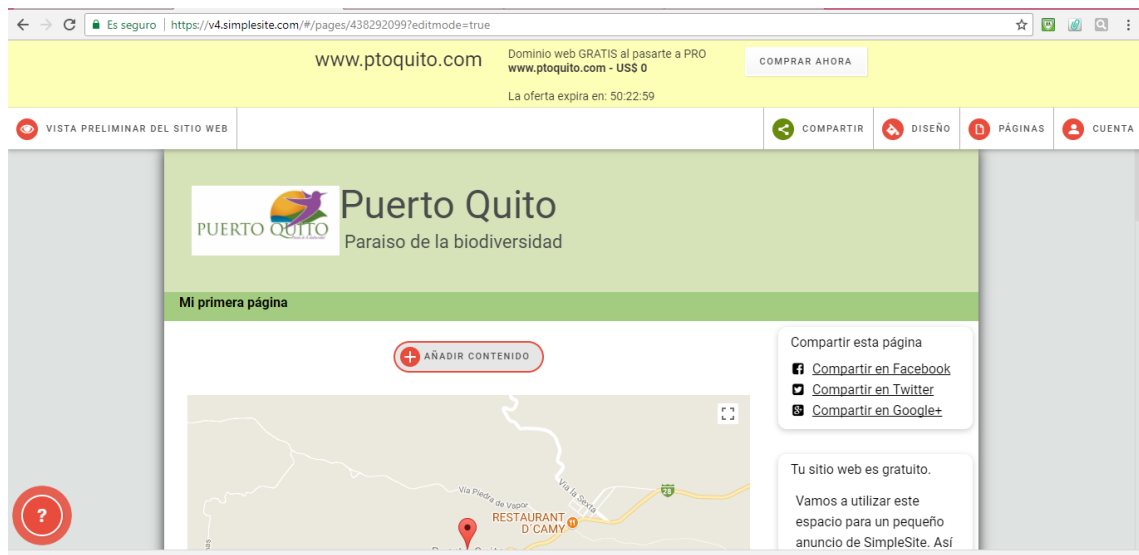 Es seguro | https://v4.simplesite.com/#/pages/438292099?editmode=true
www.ptoquito.com
Dominio web GRATIS al pasarte a PRO
www.ptoquito.com - US$ 0
La oferta expira en: 50:22:59
COMPRAR AHORA
VISTA PRELIMINAR DEL SITIO WEB
COMPARTIR
DISEÑO
PÁGINAS
CUENTA
PUERTO QUITO
Puerto Quito
Paraiso de la biodiversidad
Mi primera página
AÑADIR CONTENIDO
Vía Piedra de Vapor
Vía la Sexta
28
RESTAURANT
D´CAMY
Compartir esta página
Compartir en Facebook
Compartir en Twitter
Compartir en Google+
Tu sitio web es gratuito.
Vamos a utilizar este
espacio para un pequeño
anuncio de SimpleSite. Así
?